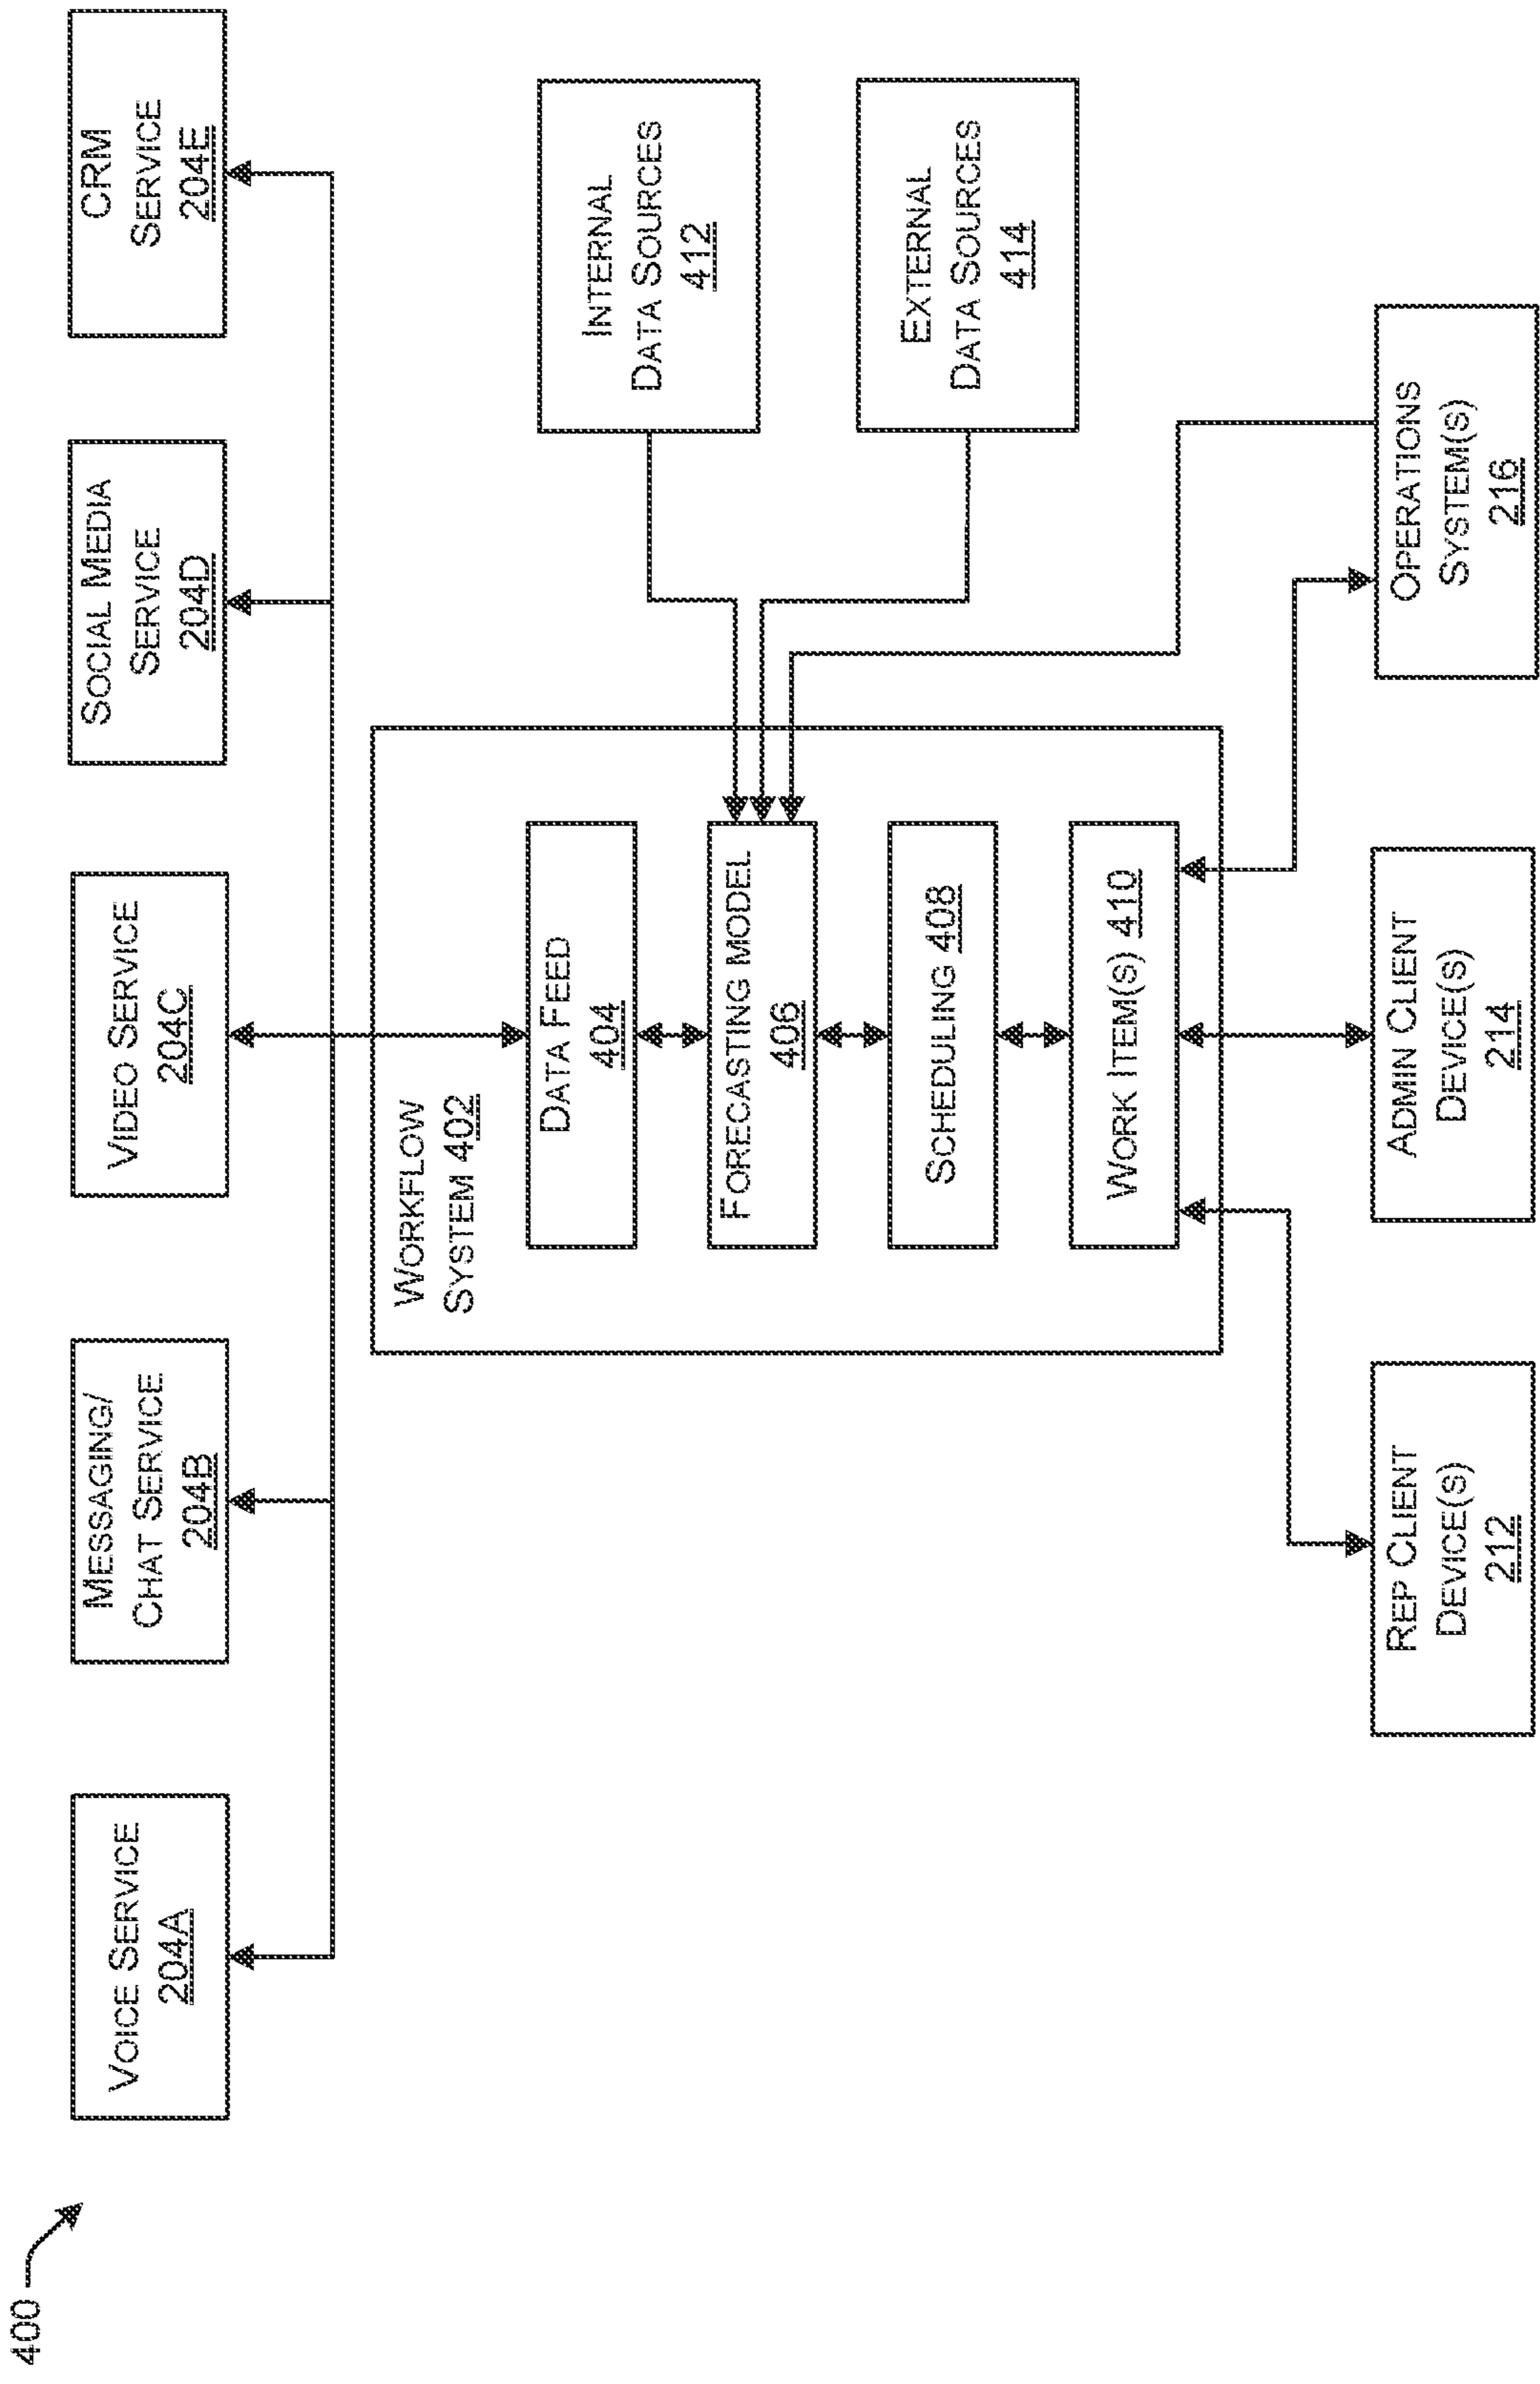 400
VOICE SERVICE
204A
MESSAGING/
CHAT SERVICE
204B
VIDEO SERVICE
204C
SOCIAL MEDIA
SERVICE
204D
CRM
SERVICE
204E
WORKFLOW
SYSTEM 402
DATA FEED
404
FORECASTING MODEL
406
SCHEDULING 408
WORK ITEM(S) 410
INTERNAL
DATA SOURCES
412
EXTERNAL
DATA SOURCES
414
REP CLIENT
DEVICE(S)
212
ADMIN CLIENT
DEVICE(S)
214
OPERATIONS
SYSTEM(S)
216